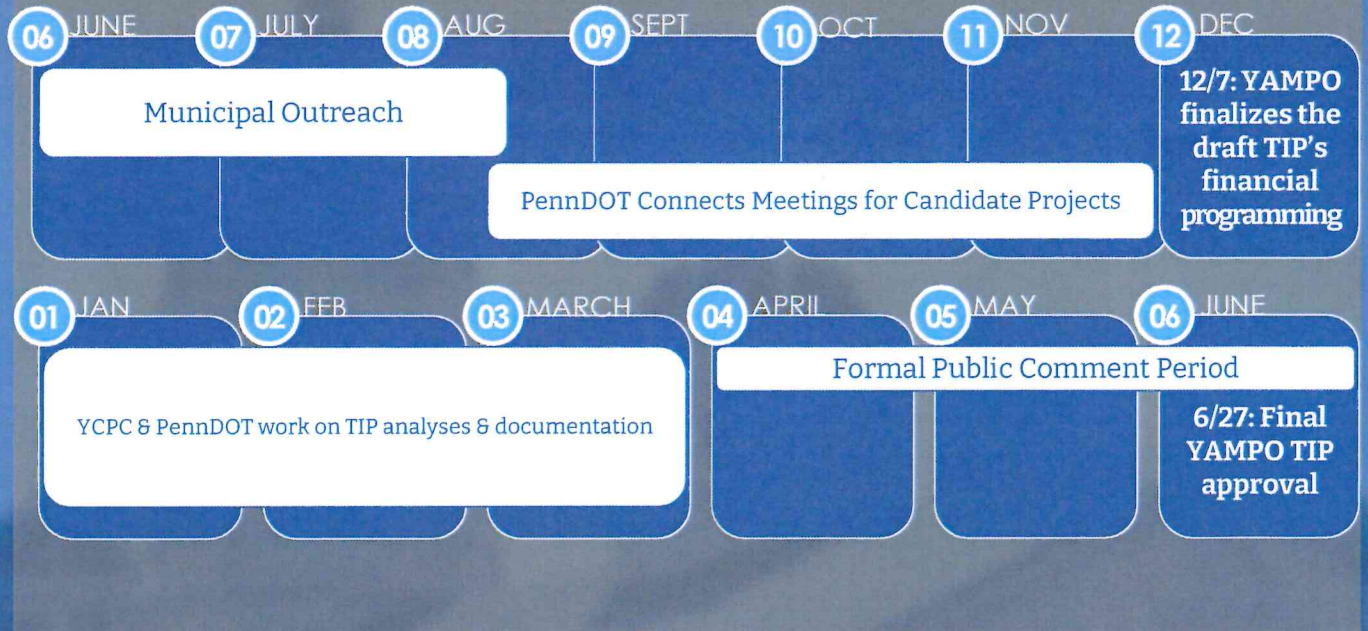 06 JUNE 07 JULY 08 AUG 09 SEPT 10 OCT 11 NOV 12 DEC
Municipal Outreach
PennDOT Connects Meetings for Candidate Projects
12/7: YAMPO
finalizes the
draft TIP's
financial
programming
01 JAN 02 FEB 03 MARCH 04 APRIL 05 MAY 06 JUNE
YCPC & PennDOT work on TIP analyses & documentation
Formal Public Comment Period
6/27: Final
YAMPO TIP
approval